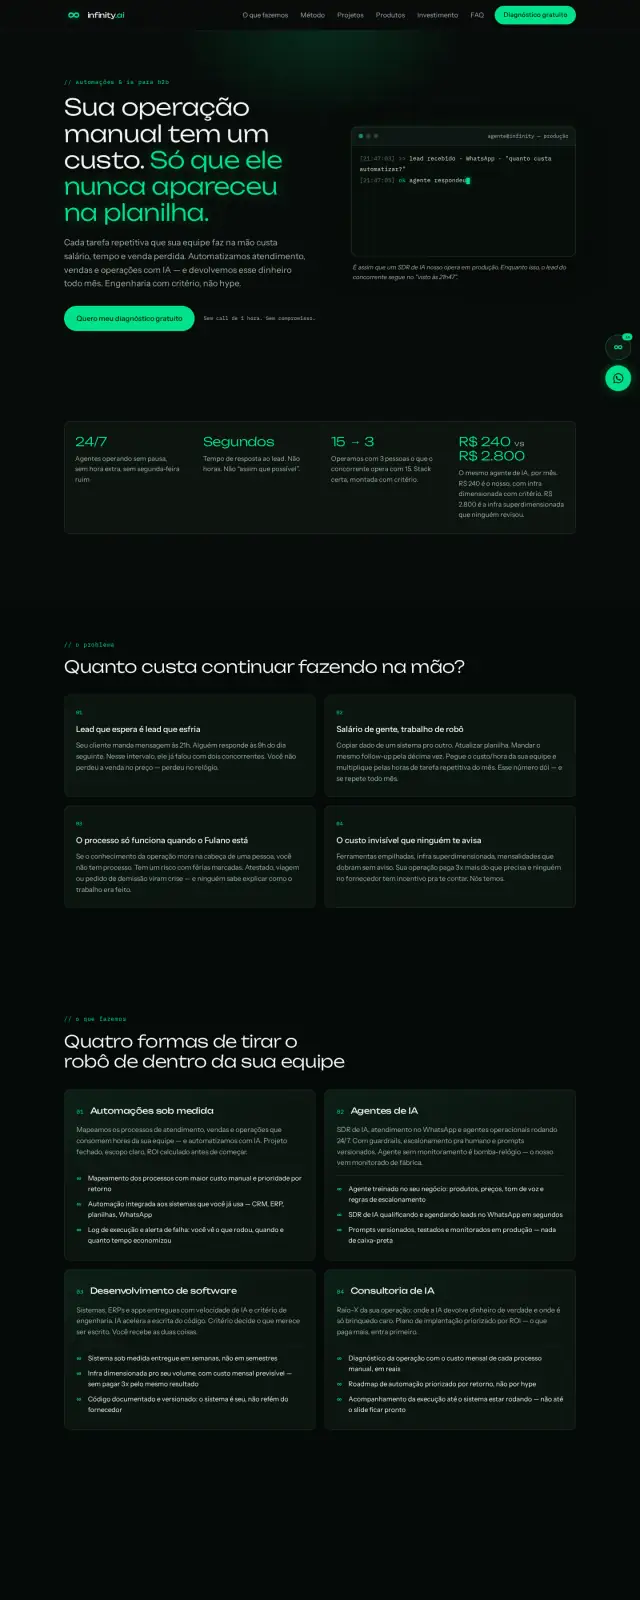 infinity.ai
O que fazemos
Método
Projetos
Produtos
Investimento
FAQ
Diagnóstico gratuito
// automações & ia para b2b
Sua operação
manual tem um
custo. Só que ele
nunca apareceu
na planilha.
Cada tarefa repetitiva que sua equipe faz na mão custa
salário, tempo e venda perdida. Automatizamos atendimento,
vendas e operações com IA — e devolvemos esse dinheiro
todo mês. Engenharia com critério, não hype.
Quero meu diagnóstico gratuito
Sem call de 1 hora. Sem compromisso.
agente@infinity — produção
[21:47:03] >> lead recebido - WhatsApp - "quanto custa
automatizar?"
[21:47:05] ok agente respondeu
É assim que um SDR de IA nosso opera em produção. Enquanto isso, o lead do
concorrente segue no "visto às 21h47".
24/7
Agentes operando sem pausa,
sem hora extra, sem segunda-feira
ruim
Segundos
Tempo de resposta ao lead. Não
horas. Não "assim que possível".
15 → 3
Operamos com 3 pessoas o que o
concorrente opera com 15. Stack
certa, montada com critério.
R$ 240 vs
R$ 2.800
O mesmo agente de IA, por mês.
R$ 240 é o nosso, com infra
dimensionada com critério. R$
2.800 é a infra superdimensionada
que ninguém revisou.
// o problema
Quanto custa continuar fazendo na mão?
01
Lead que espera é lead que esfria
Seu cliente manda mensagem às 21h. Alguém responde às 9h do dia
seguinte. Nesse intervalo, ele já falou com dois concorrentes. Você não
perdeu a venda no preço — perdeu no relógio.
02
Salário de gente, trabalho de robô
Copiar dado de um sistema pro outro. Atualizar planilha. Mandar o
mesmo follow-up pela décima vez. Pegue o custo/hora da sua equipe e
multiplique pelas horas de tarefa repetitiva do mês. Esse número dói — e
se repete todo mês.
03
O processo só funciona quando o Fulano está
Se o conhecimento da operação mora na cabeça de uma pessoa, você
não tem processo. Tem um risco com férias marcadas. Atestado, viagem
ou pedido de demissão viram crise — e ninguém sabe explicar como o
trabalho era feito.
04
O custo invisível que ninguém te avisa
Ferramentas empilhadas, infra superdimensionada, mensalidades que
dobram sem aviso. Sua operação paga 3x mais do que precisa e ninguém
no fornecedor tem incentivo pra te contar. Nós temos.
// o que fazemos
Quatro formas de tirar o
robô de dentro da sua equipe
01 Automações sob medida
Mapeamos os processos de atendimento, vendas e operações que
consomem horas da sua equipe — e automatizamos com IA. Projeto
fechado, escopo claro, ROI calculado antes de começar.
Mapeamento dos processos com maior custo manual e prioridade por
retorno
Automação integrada aos sistemas que você já usa — CRM, ERP,
planilhas, WhatsApp
Log de execução e alerta de falha: você vê o que rodou, quando e
quanto tempo economizou
02 Agentes de IA
SDR de IA, atendimento no WhatsApp e agentes operacionais rodando
24/7. Com guardrails, escalonamento pra humano e prompts
versionados. Agente sem monitoramento é bomba-relógio — o nosso
vem monitorado de fábrica.
Agente treinado no seu negócio: produtos, preços, tom de voz e
regras de escalonamento
SDR de IA qualificando e agendando leads no WhatsApp em segundos
Prompts versionados, testados e monitorados em produção — nada
de caixa-preta
03 Desenvolvimento de software
Sistemas, ERPs e apps entregues com velocidade de IA e critério de
engenharia. IA acelera a escrita do código. Critério decide o que merece
ser escrito. Você recebe as duas coisas.
Sistema sob medida entregue em semanas, não em semestres
Infra dimensionada pro seu volume, com custo mensal previsível —
sem pagar 3x pelo mesmo resultado
Código documentado e versionado: o sistema é seu, não refém do
fornecedor
04 Consultoria de IA
Raio-X da sua operação: onde a IA devolve dinheiro de verdade e onde é
só brinquedo caro. Plano de implantação priorizado por ROI — o que
paga mais, entra primeiro.
Diagnóstico da operação com o custo mensal de cada processo
manual, em reais
Roadmap de automação priorizado por retorno, não por hype
Acompanhamento da execução até o sistema estar rodando — não até
o slide ficar pronto